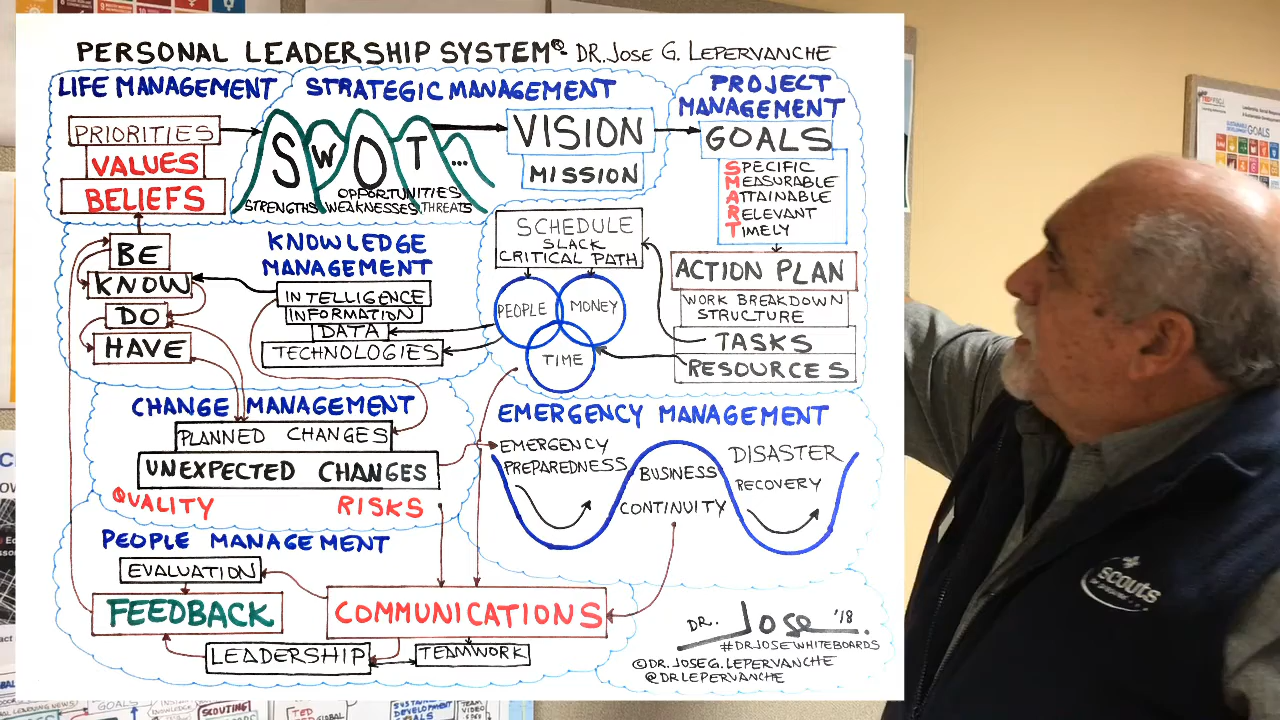 PERSONAL LEADERSHIP SYSTEM® - DR. JOSE G. LEPERVANCHE
LIFE MANAGEMENT
PRIORITIES
VALUES
BELIEFS
STRATEGIC MANAGEMENT
S W O T ...
OPPORTUNITIES
STRENGTHS WEAKNESSES THREATS
VISION
MISSION
PROJECT
MANAGEMENT
GOALS
SPECIFIC
MEASURABLE
ATTAINABLE
RELEVANT
TIMELY
ACTION PLAN
WORK BREAKDOWN
STRUCTURE
TASKS
RESOURCES
SCHEDULE
SLACK
CRITICAL PATH
PEOPLE
MONEY
TIME
BE
KNOW
DO
HAVE
KNOWLEDGE
MANAGEMENT
INTELLIGENCE
INFORMATION
DATA
TECHNOLOGIES
CHANGE MANAGEMENT
PLANNED CHANGES
UNEXPECTED CHANGES
QUALITY
RISKS
EMERGENCY MANAGEMENT
EMERGENCY
PREPAREDNESS
BUSINESS
CONTINUITY
DISASTER
RECOVERY
PEOPLE MANAGEMENT
EVALUATION
FEEDBACK
COMMUNICATIONS
LEADERSHIP
TEAMWORK
DR. Jose '18
#DRJOSEWHITEBOARDS
©DR.JOSE G. LEPERVANCHE
@DRLEPERVANCHE
scouts
GOALS
GOALS
SCOUTING
TED